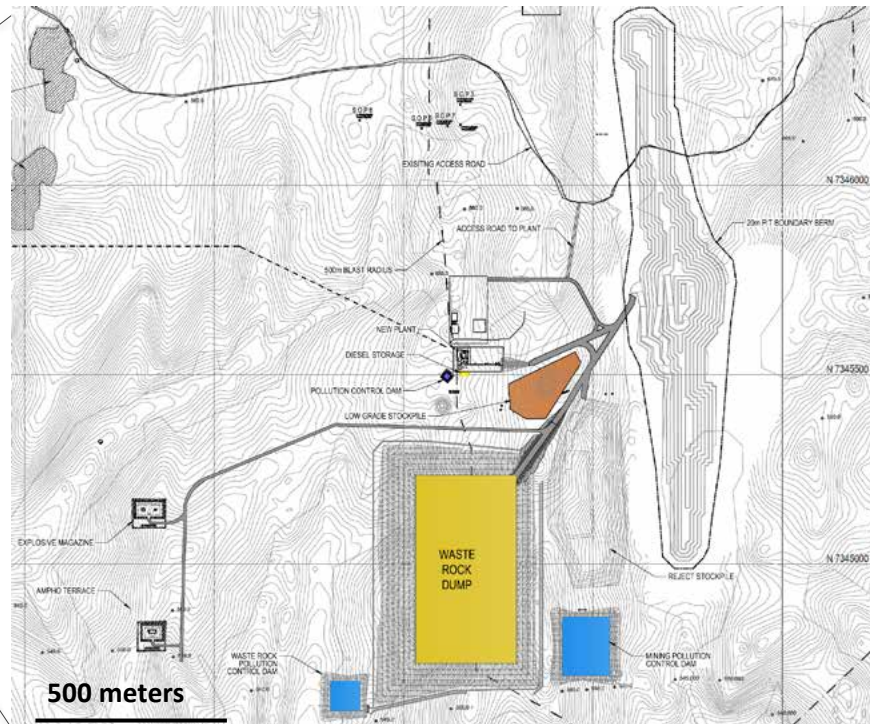 EXISITNG ACCESS ROAD
N 7346000
20m PIT BOUNDARY BERM
ACCESS ROAD TO PLANT
500m BLAST RADIUS
NEW PLANT
DIESEL STORAGE
N 7345500
POLLUTION CONTROL DAM
LOW GRADE STOCKPILE
EXPLOSIVE MAGAZINE
WASTE
ROCK
DUMP
N 7345000
REJECT STOCKPILE
AMPHO TERRACE
WASTE ROCK
POLLUTION
CONTROL DAM
MINING POLLUTION
CONTROL DAM
500 meters